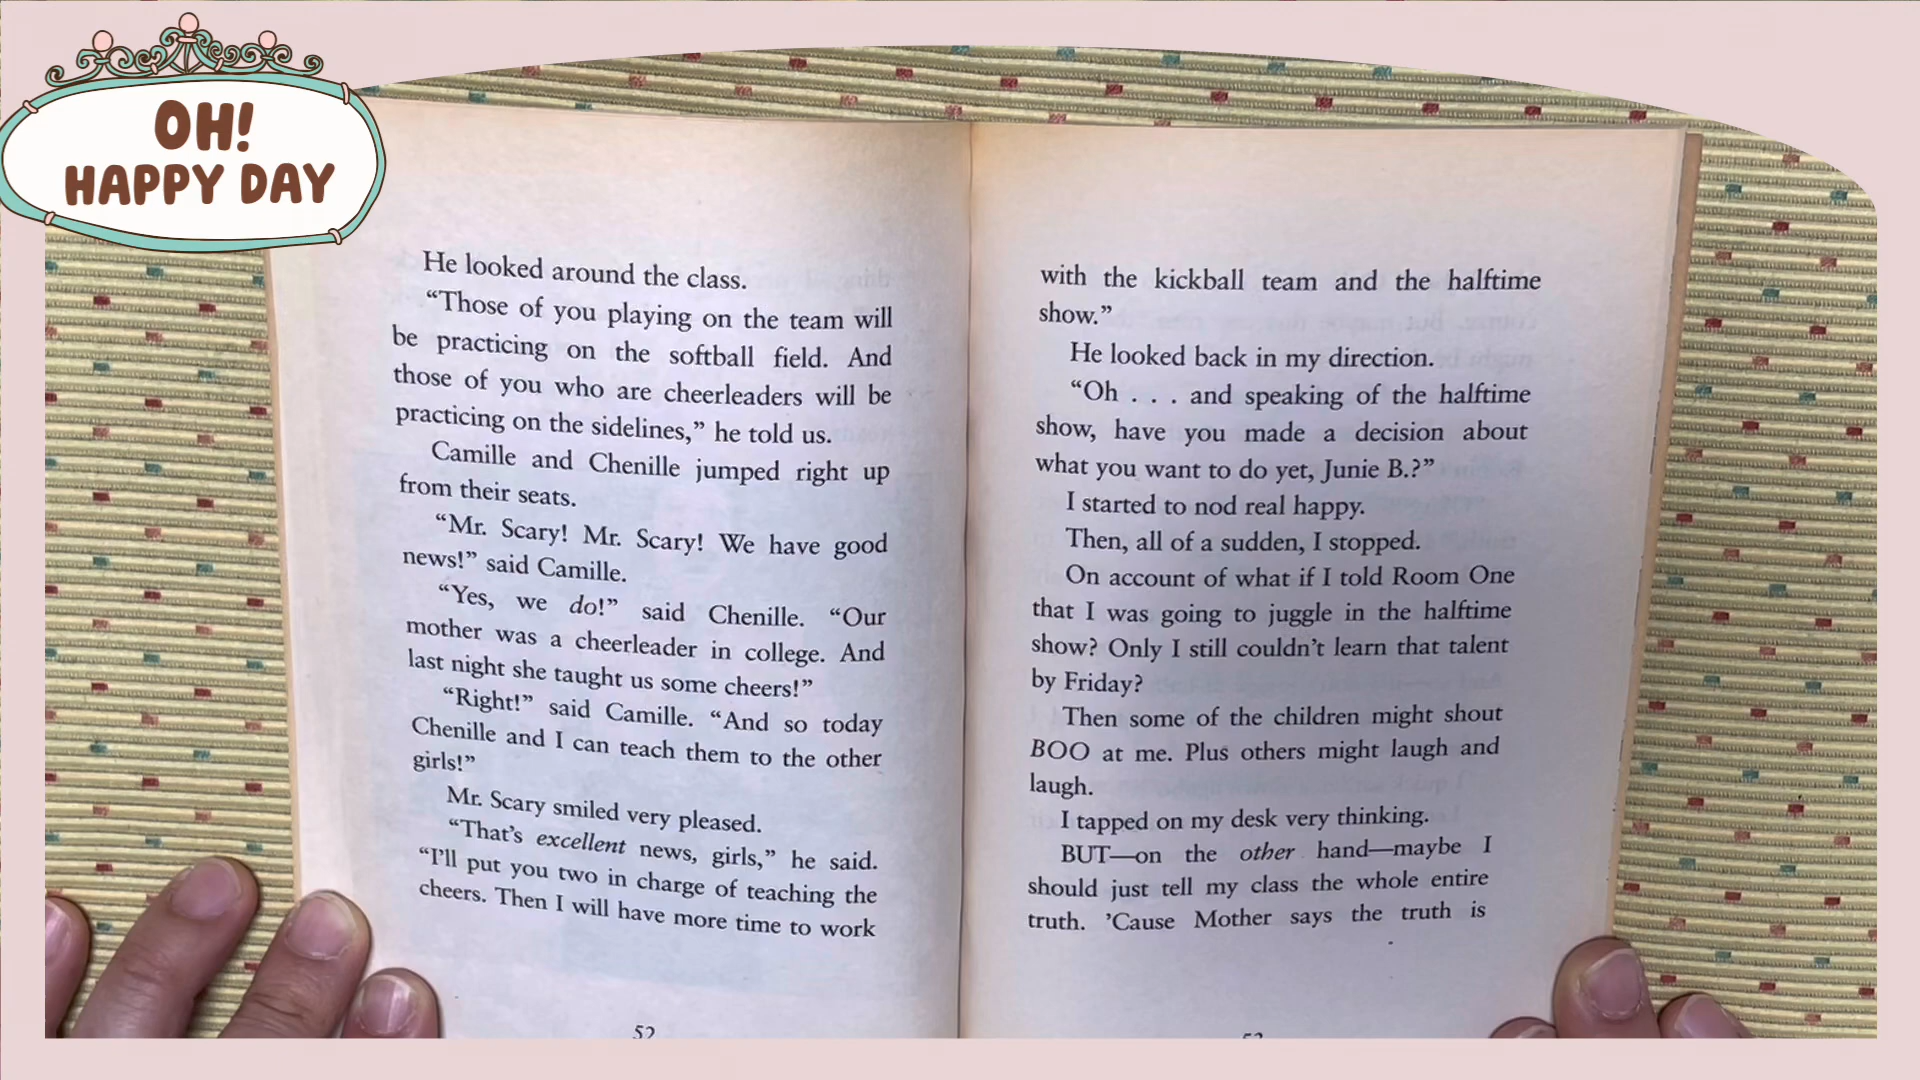 OH!
HAPPY DAY
He looked around the class.
“Those of you playing on the team will
be practicing on the softball field. And
those of you who are cheerleaders will be
practicing on the sidelines,” he told us.
Camille and Chenille jumped right up
from their seats.
“Mr. Scary! Mr. Scary! We have good
news!” said Camille.
“Yes, we do!” said Chenille. “Our
mother was a cheerleader in college. And
last night she taught us some cheers!”
“Right!” said Camille. “And so today
Chenille and I can teach them to the other
girls!”
Mr. Scary smiled very pleased.
“That’s excellent news, girls,” he said.
“I’ll put you two in charge of teaching the
cheers. Then I will have more time to work
52
with the kickball team and the halftime
show.”
He looked back in my direction.
“Oh . . . and speaking of the halftime
show, have you made a decision about
what you want to do yet, Junie B.?”
I started to nod real happy.
Then, all of a sudden, I stopped.
On account of what if I told Room One
that I was going to juggle in the halftime
show? Only I still couldn’t learn that talent
by Friday?
Then some of the children might shout
BOO at me. Plus others might laugh and
laugh.
I tapped on my desk very thinking.
BUT—on the other hand—maybe I
should just tell my class the whole entire
truth. ’Cause Mother says the truth is